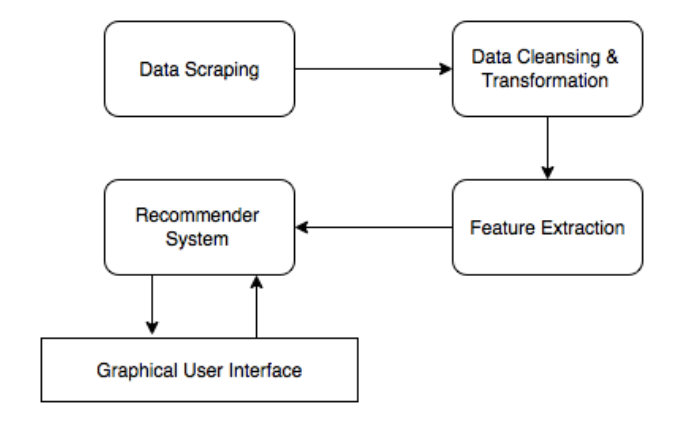 Data Scraping
Data Cleansing &
Transformation
Recommender
System
Feature Extraction
Graphical User Interface